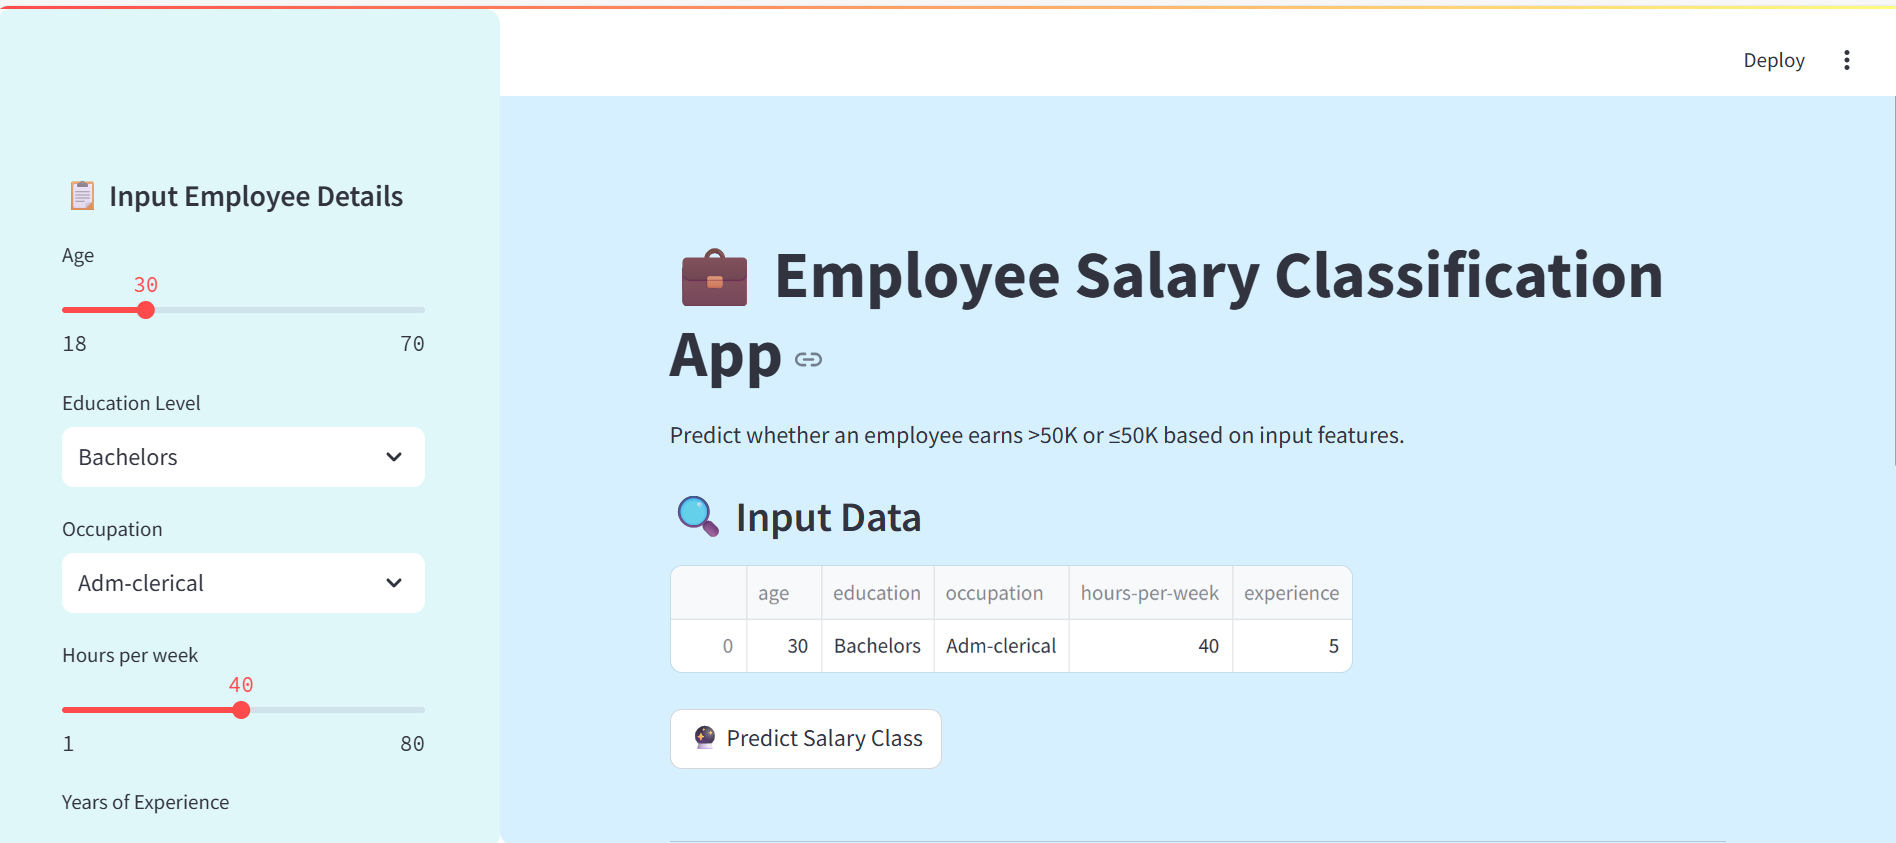 Deploy
Input Employee Details
Age
30
18 70
Education Level
Bachelors
Occupation
Adm-clerical
Hours per week
40
1 80
Years of Experience
Employee Salary Classification
App
Predict whether an employee earns >50K or ≤50K based on input features.
Input Data
age education occupation hours-per-week experience
0 30 Bachelors Adm-clerical 40 5
Predict Salary Class